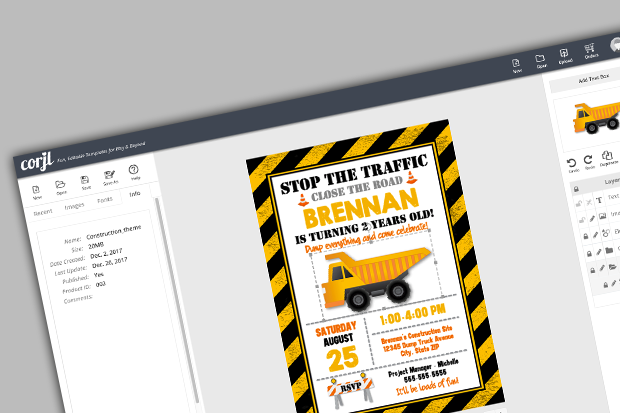 New
Open
Upload
Orders
corjl
Fun, Editable Templates for Etsy & Beyond
New
Open
Save
Save As
Help
Recent
Images
Fonts
Info
Name: Construction_theme
Size: 20MB
Date Created: Dec. 2, 2017
Last Update: Dec. 26, 2017
Published: Yes
Product ID: 002
Comments:
STOP THE TRAFFIC
CLOSE THE ROAD
BRENNAN
IS TURNING 2 YEARS OLD!
Dump everything and come celebrate!
SATURDAY
AUGUST
25
RSVP
1:00-4:00 PM
Brennan's Construction Site
12345 Dump Truck Avenue
City, State ZIP
Project Manager - Michelle
555-555-5555
It'll be loads of fun!
Add Text Box
Undo
Redo
Duplicate
Layer
Text